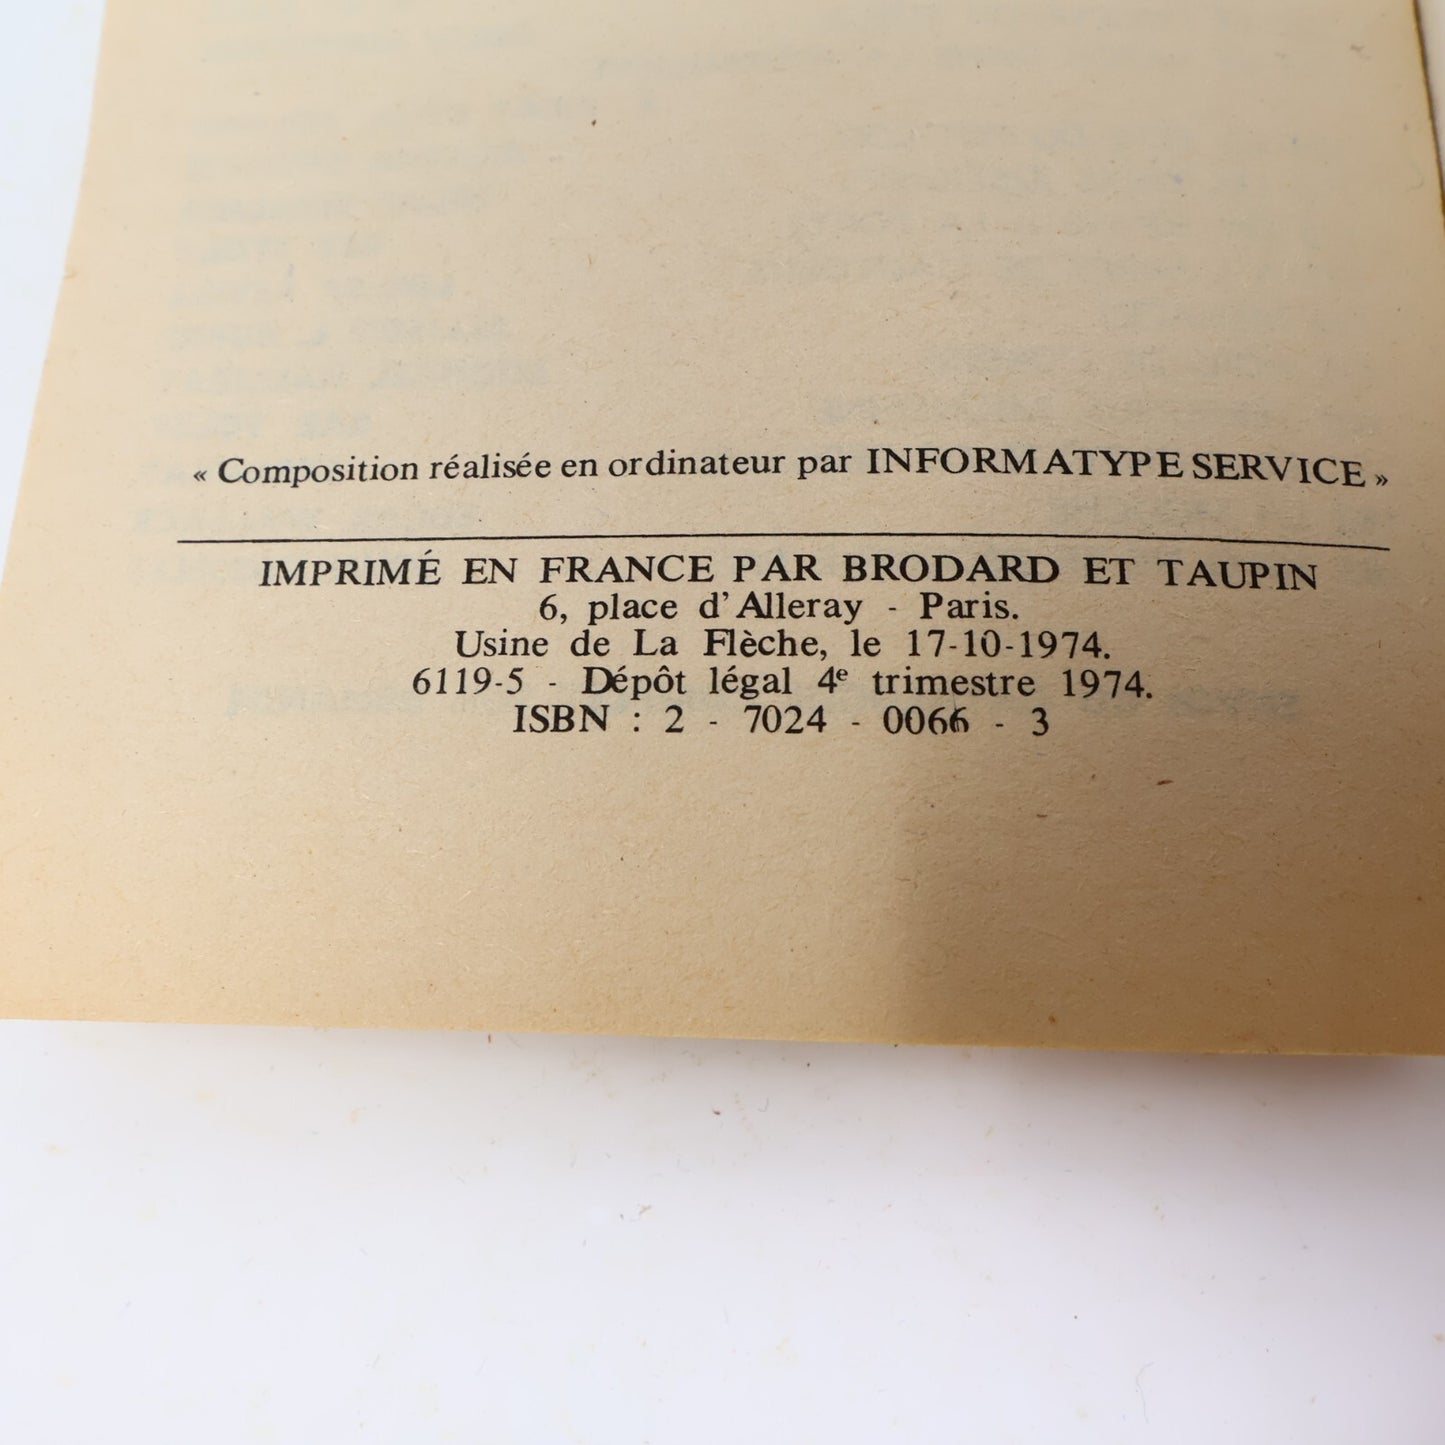 « Composition réalisée en ordinateur par INFORMATYPE SERVICE »
IMPRIMÉ EN FRANCE PAR BRODARD ET TAUPIN
6, place d'Alleray - Paris.
Usine de La Flèche, le 17-10-1974.
6119-5 - Dépôt légal 4e trimestre 1974.
ISBN : 2 - 7024 - 0066 - 3